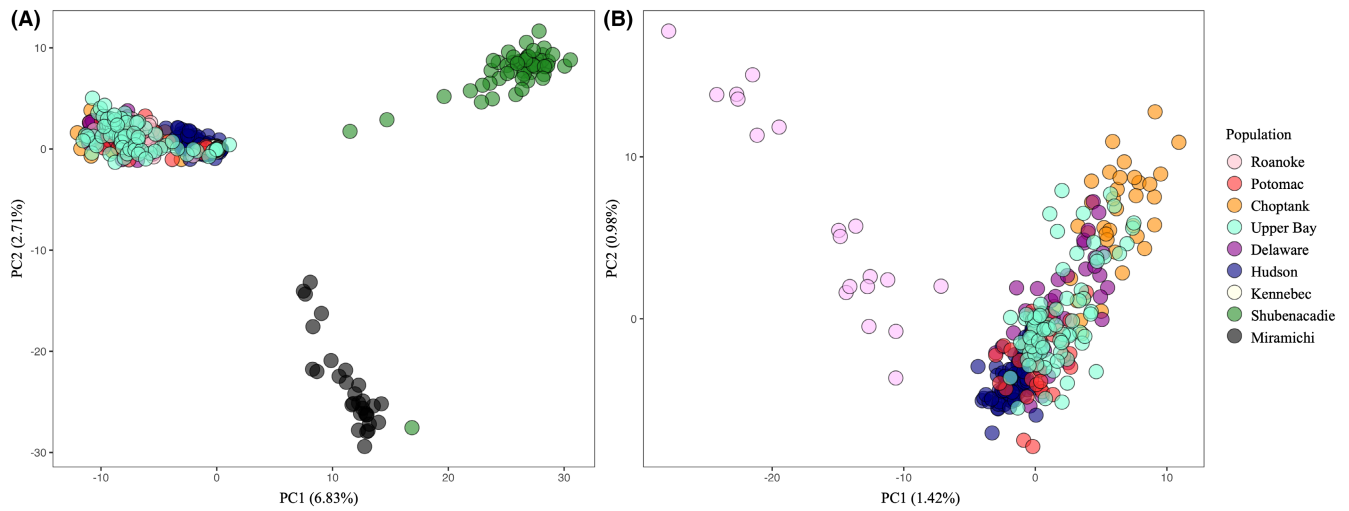 (A)
10
0
-10
-20
-30
PC2 (2.71%)
-10
0
10
20
30
PC1 (6.83%)
(B)
10
0
PC2 (0.98%)
-20
-10
0
10
PC1 (1.42%)
Population
Roanoke
Potomac
Choptank
Upper Bay
Delaware
Hudson
Kennebec
Shubenacadie
Miramichi